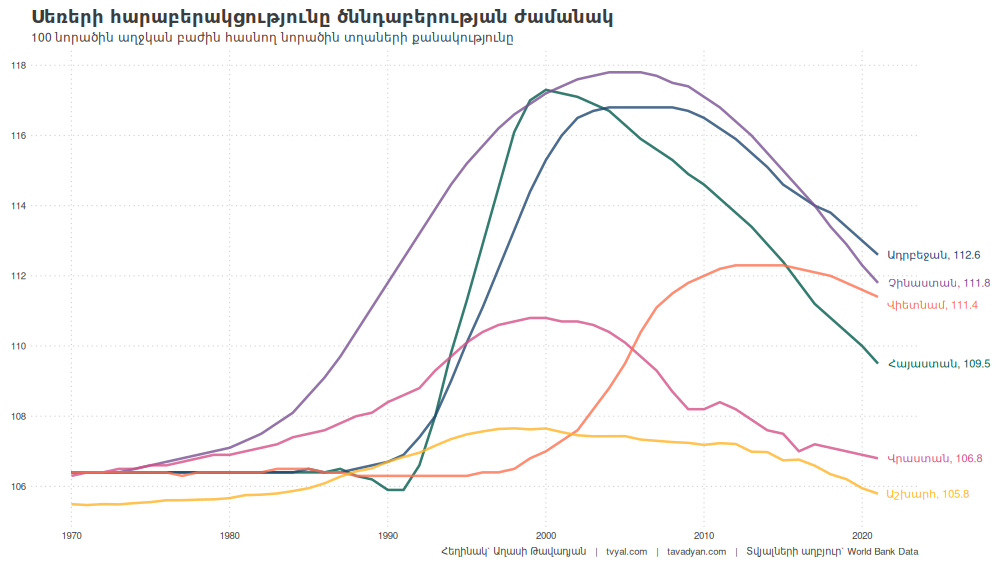 Սեռերի հարաբերակցությունը ծննդաբերության ժամանակ
100 նորածին աղջկան բաժին հասնող նորածին տղաների քանակությունը
118
116
114
112
110
108
106
Ադրբեջան, 112.6
Չինաստան, 111.8
Վիետնամ, 111.4
Հայաստան, 109.5
Վրաստան, 106.8
Աշխարհ, 105.8
1970 1980 1990 2000 2010 2020
Հեղինակ՝ Աղասի Թավադյան | tvyal.com | tavadyan.com | Տվյալների աղբյուր՝ World Bank Data